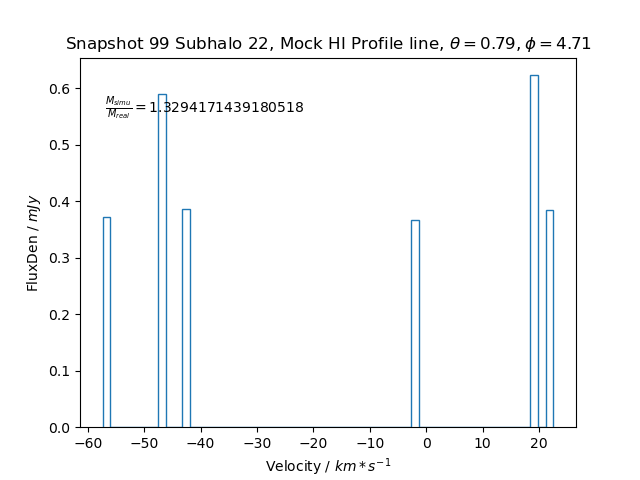 Snapshot 99 Subhalo 22, Mock HI Profile line, θ = 0.79, ϕ = 4.71
M_simu/M_real = 1.3294171439180518
FluxDen / mJy
0.6
0.5
0.4
0.3
0.2
0.1
0.0
−60 −50 −40 −30 −20 −10 0 10 20
Velocity / km * s⁻¹